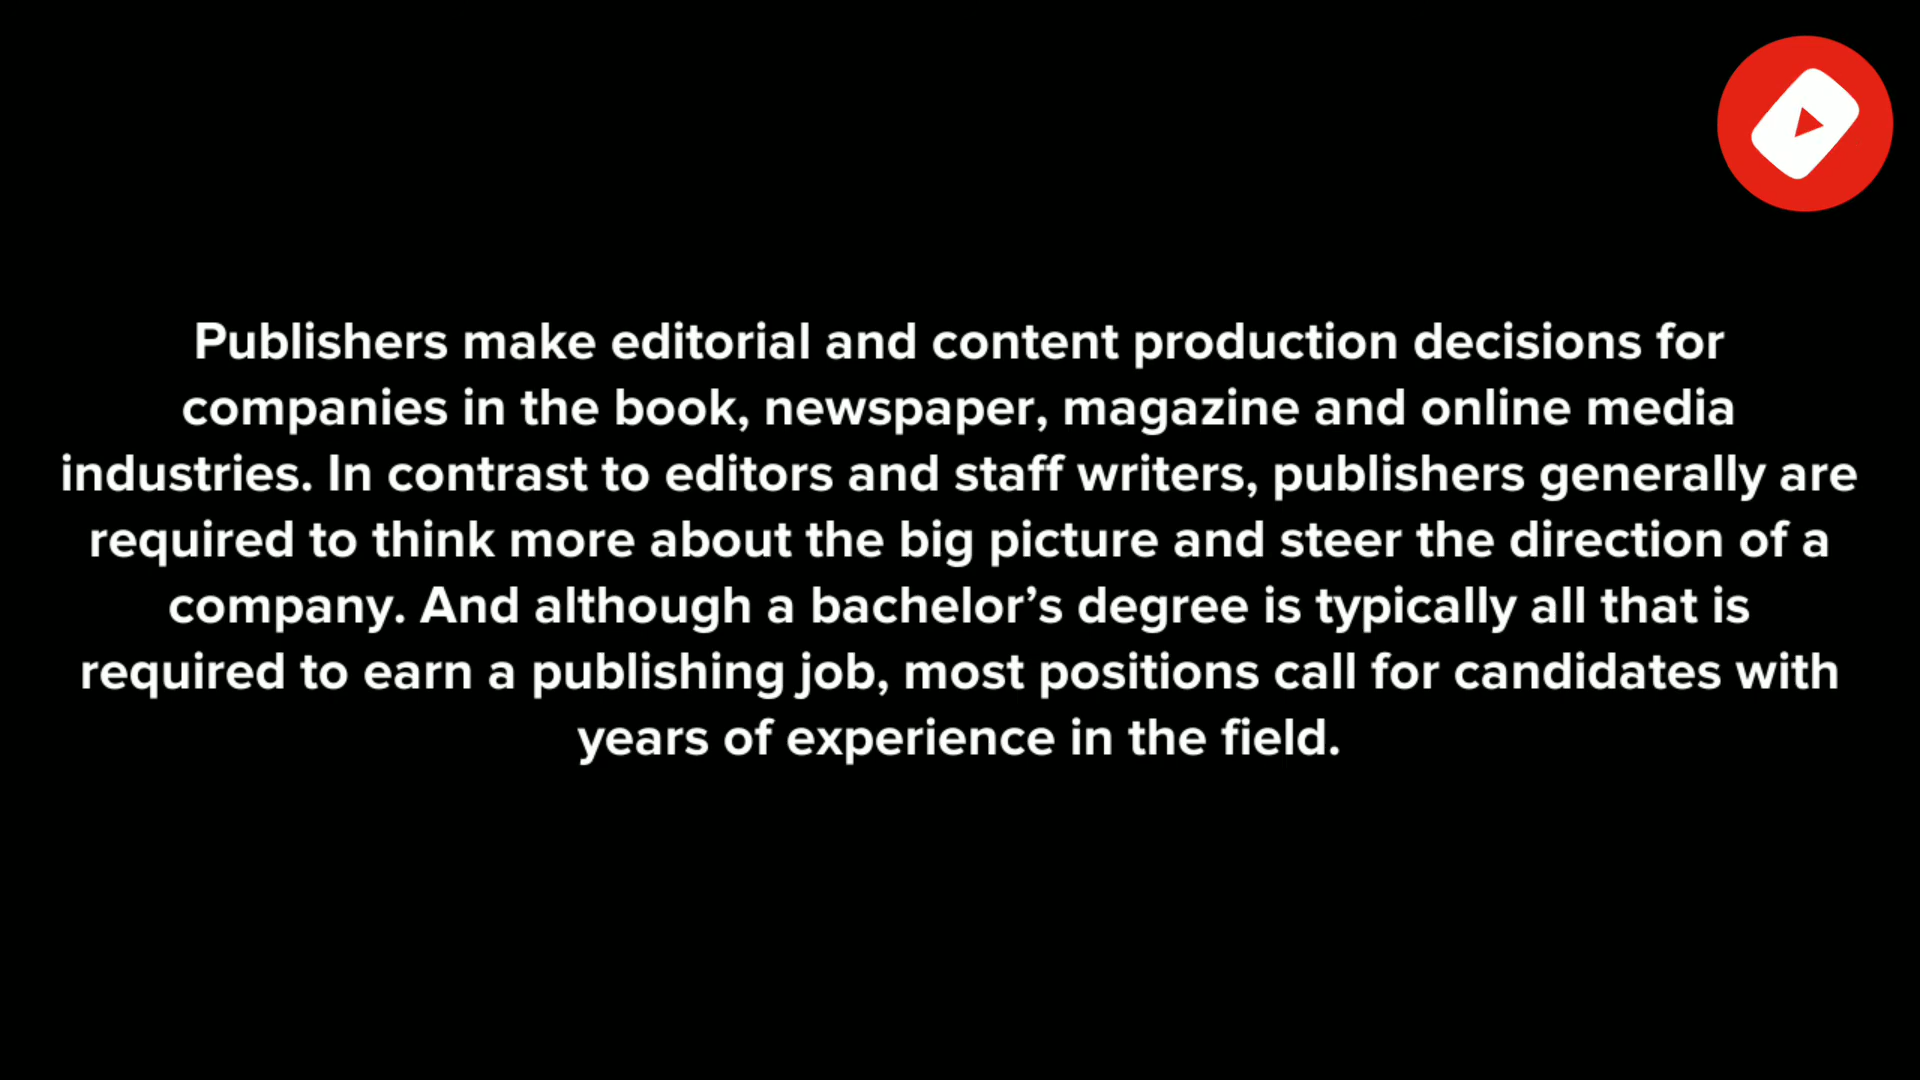 Publishers make editorial and content production decisions for
companies in the book, newspaper, magazine and online media
industries. In contrast to editors and staff writers, publishers generally are
required to think more about the big picture and steer the direction of a
company. And although a bachelor’s degree is typically all that is
required to earn a publishing job, most positions call for candidates with
years of experience in the field.